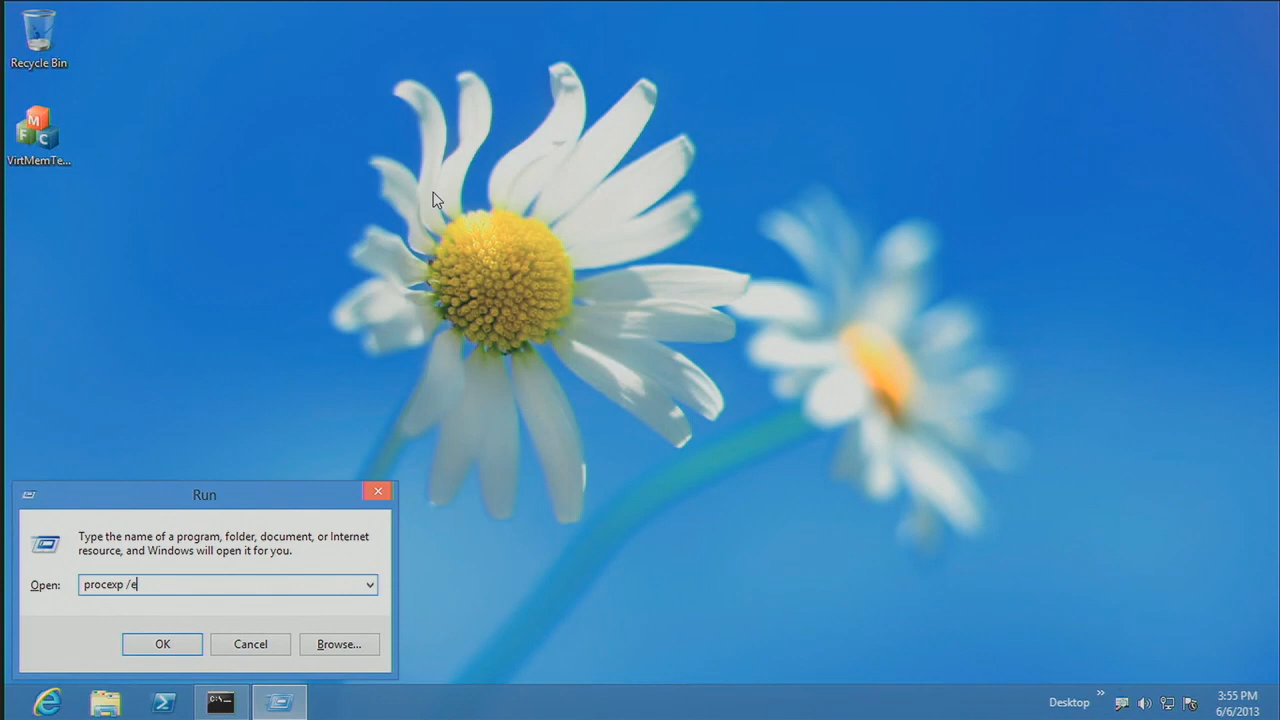 Recycle Bin
M
F
C
VirtMemTe...
Run
Type the name of a program, folder, document, or Internet
resource, and Windows will open it for you.
Open:
procexp /e
OK
Cancel
Browse...
C:\-
Desktop
»
3:55 PM
6/6/2013